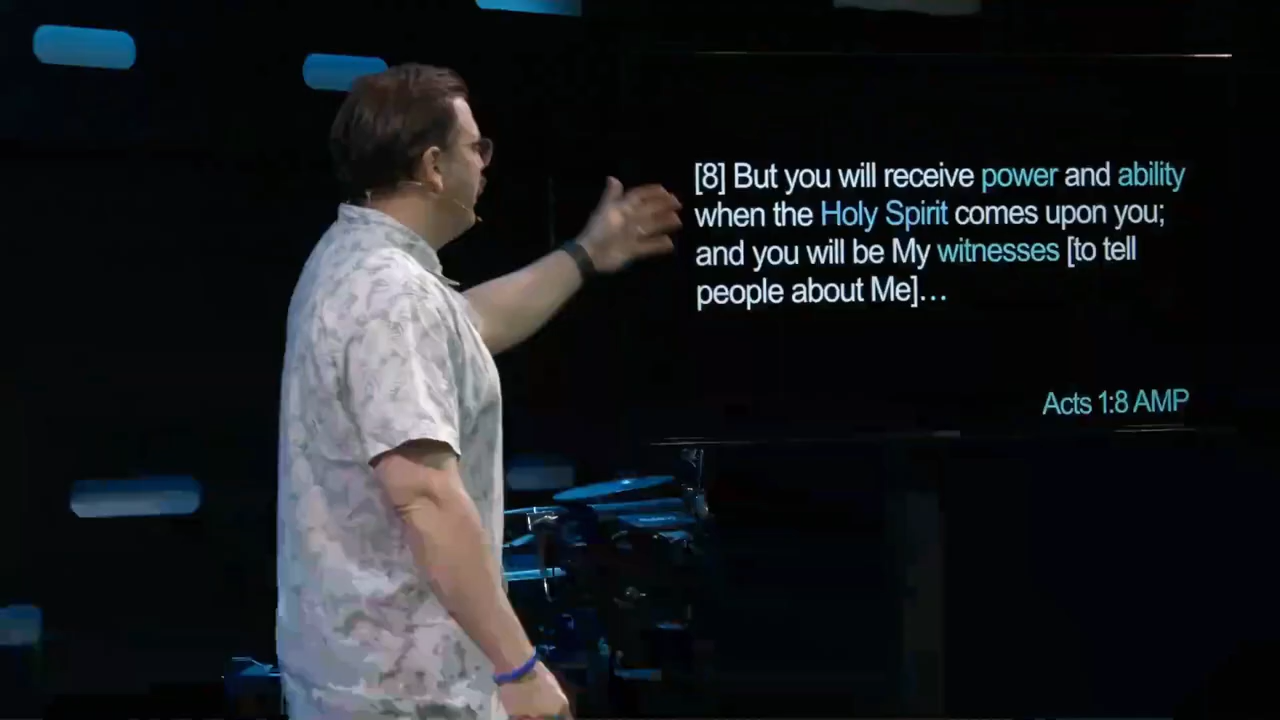 [8] But you will receive power and ability
when the Holy Spirit comes upon you;
and you will be My witnesses [to tell
people about Me]...
Acts 1:8 AMP